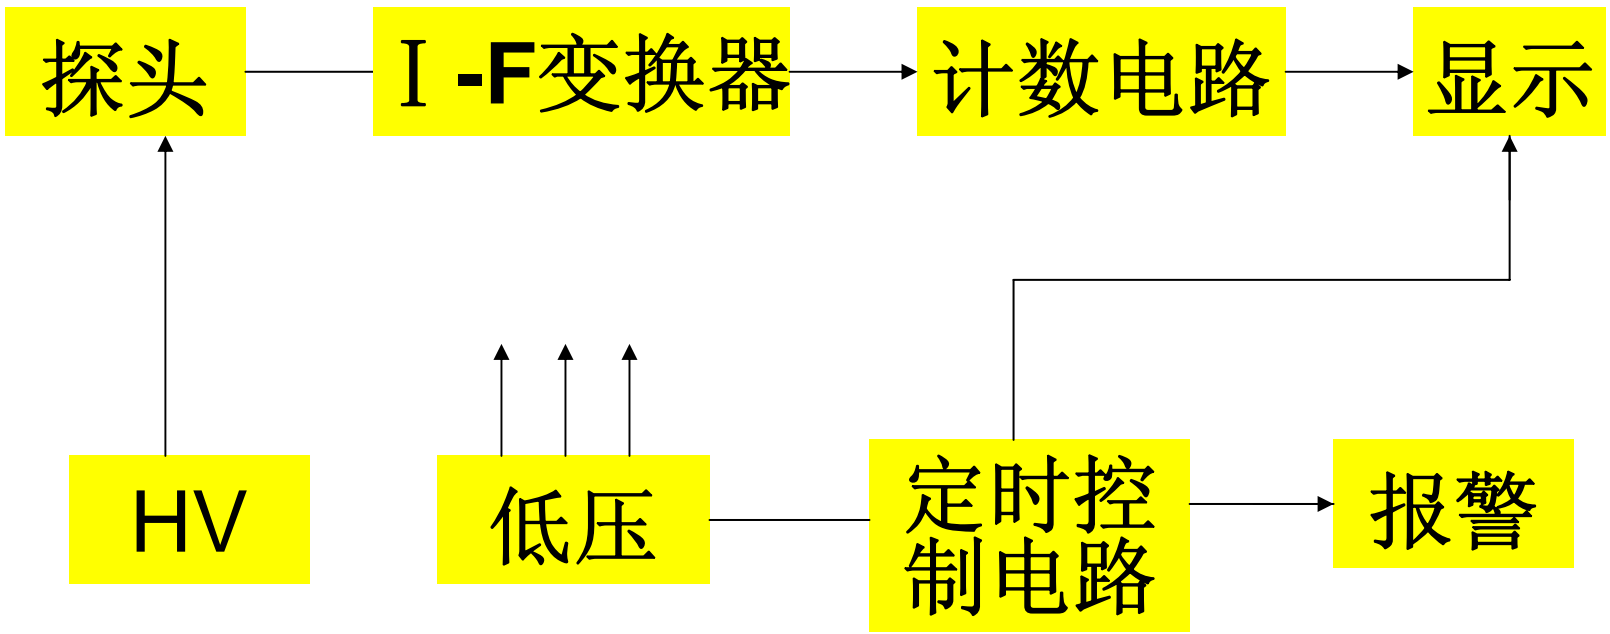 探头
Ⅰ-F变换器
计数电路
显示
HV
低压
定时控
制电路
报警